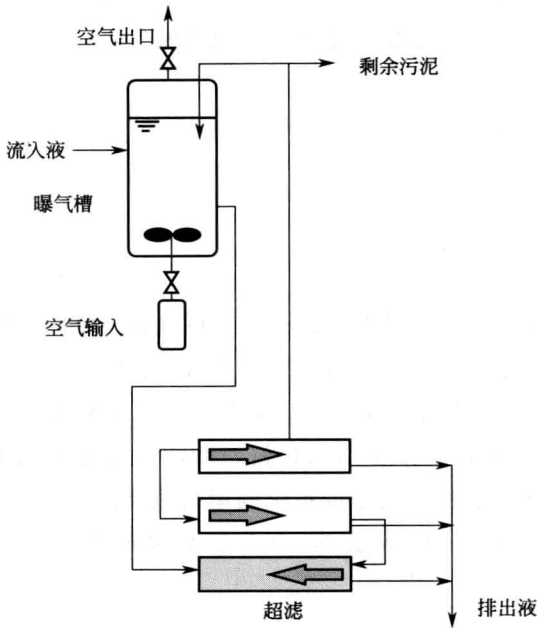 空气出口
剩余污泥
流入液
曝气槽
空气输入
超滤
排出液